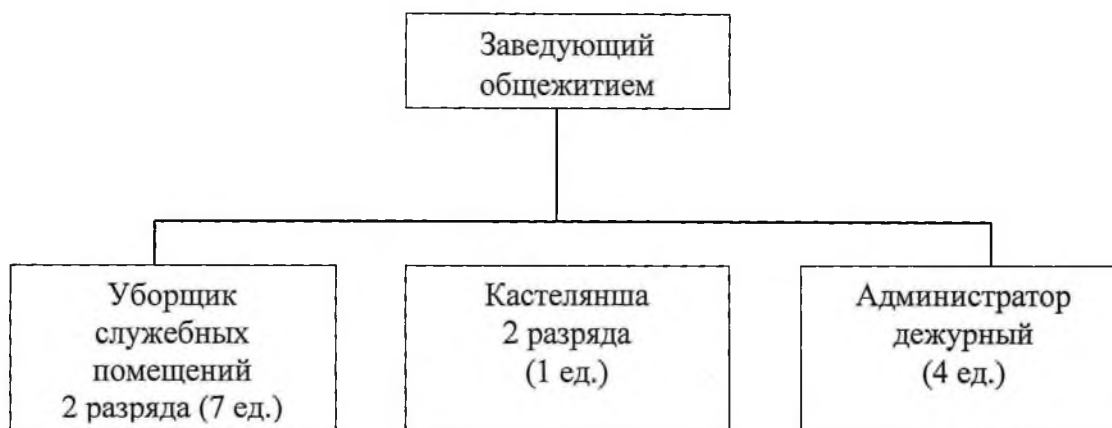 Заведующий
общежитием
Уборщик
служебных
помещений
2 разряда (7 ед.)
Кастелянша
2 разряда
(1 ед.)
Администратор
дежурный
(4 ед.)